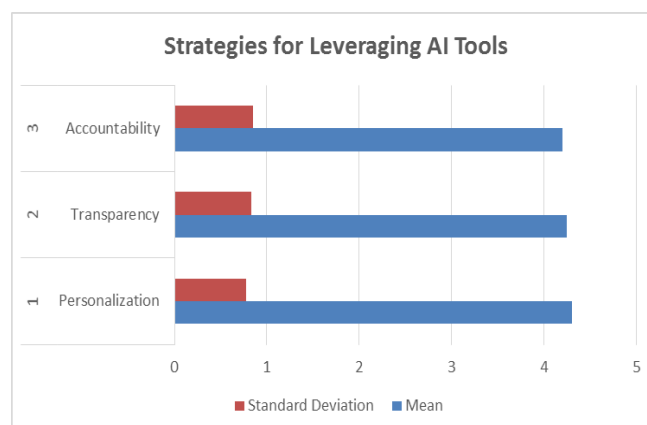 Strategies for Leveraging AI Tools
3 Accountability
2 Transparency
1 Personalization
0 1 2 3 4 5
Standard Deviation Mean